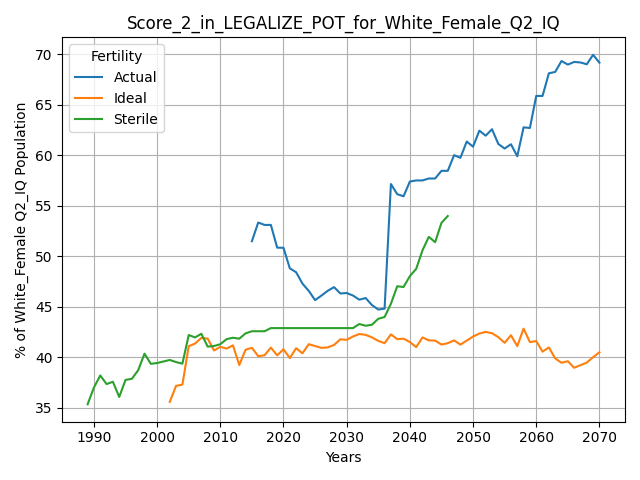 Score_2_in_LEGALIZE_POT_for_White_Female_Q2_IQ
Fertility
Actual
Ideal
Sterile
% of White_Female Q2_IQ Population
70
65
60
55
50
45
40
35
1990 2000 2010 2020 2030 2040 2050 2060 2070
Years